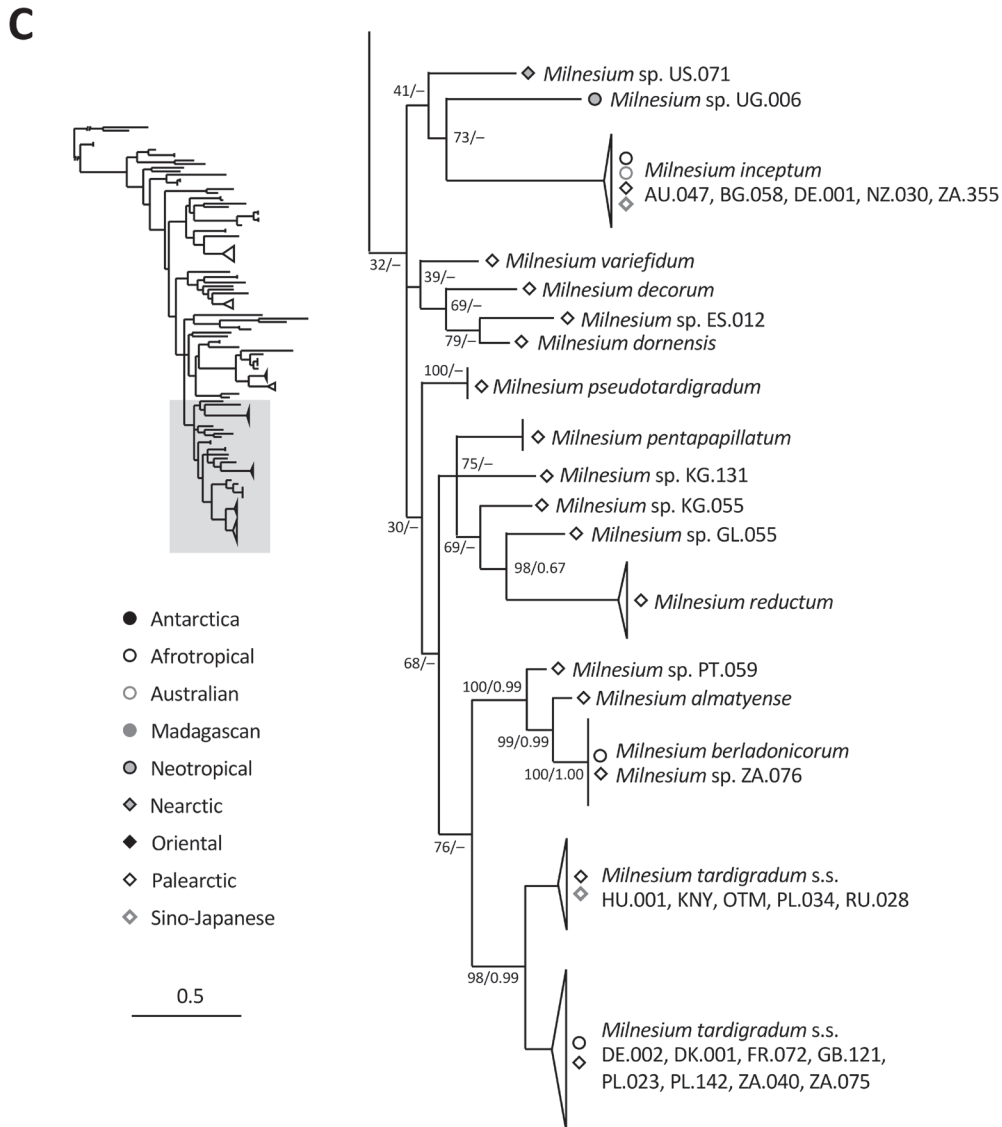 C
Milnesium sp. US.071
41/–
Milnesium sp. UG.006
73/–
Milnesium inceptum
AU.047, BG.058, DE.001, NZ.030, ZA.355
32/–
Milnesium variefidum
39/–
Milnesium decorum
69/–
Milnesium sp. ES.012
79/–
Milnesium dornensis
100/–
Milnesium pseudotardigradum
Milnesium pentapapillatum
75/–
Milnesium sp. KG.131
Milnesium sp. KG.055
30/–
Milnesium sp. GL.055
69/–
98/0.67
Milnesium reductum
68/–
Milnesium sp. PT.059
100/0.99
Milnesium almatyense
99/0.99
Milnesium berladonicorum
100/1.00
Milnesium sp. ZA.076
76/–
Milnesium tardigradum s.s.
HU.001, KNY, OTM, PL.034, RU.028
98/0.99
Milnesium tardigradum s.s.
DE.002, DK.001, FR.072, GB.121,
PL.023, PL.142, ZA.040, ZA.075
Antarctica
Afrotropical
Australian
Madagascan
Neotropical
Nearctic
Oriental
Palearctic
Sino-Japanese
0.5